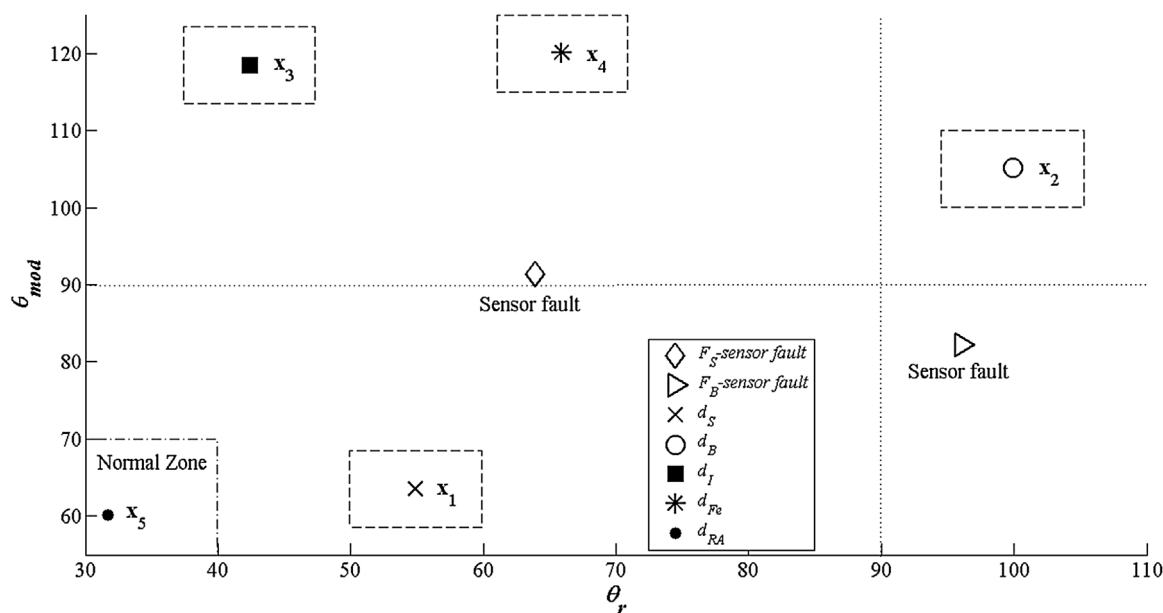 120
x3
x4
110
x2
100
θmod
90
Sensor fault
80
Sensor fault
70
Normal Zone
x1
60
x5
FS-sensor fault
FB-sensor fault
dS
dB
dI
dFe
dRA
30 40 50 60 70 80 90 100 110
θr